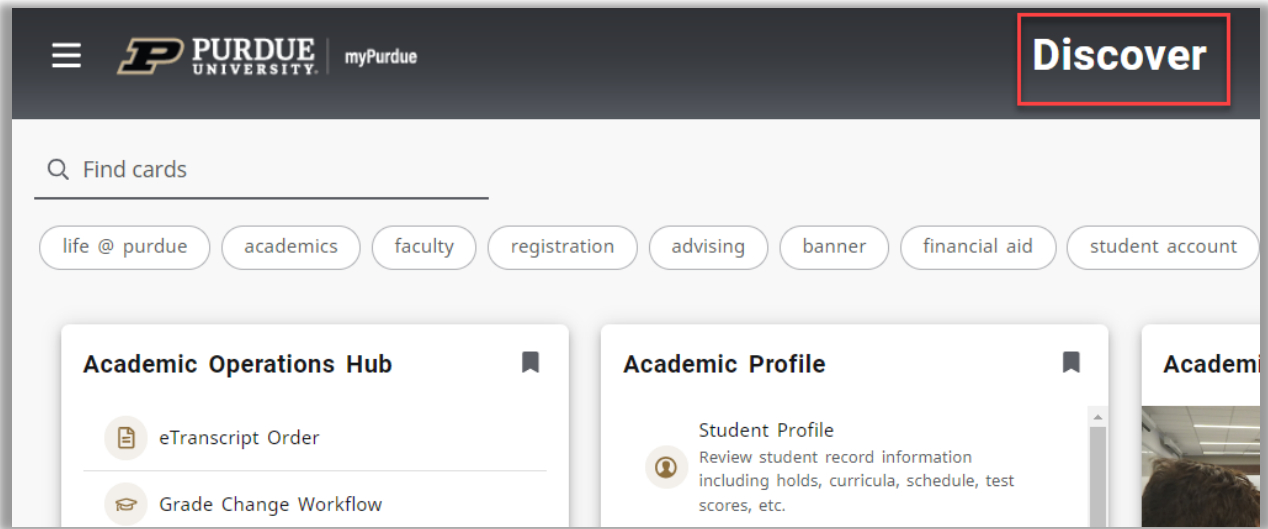 PURDUE UNIVERSITY. myPurdue
Discover
Find cards
life @ purdue academics faculty registration advising banner financial aid student account
Academic Operations Hub
eTranscript Order
Grade Change Workflow
Academic Profile
Student Profile
Review student record information
including holds, curricula, schedule, test
scores, etc.